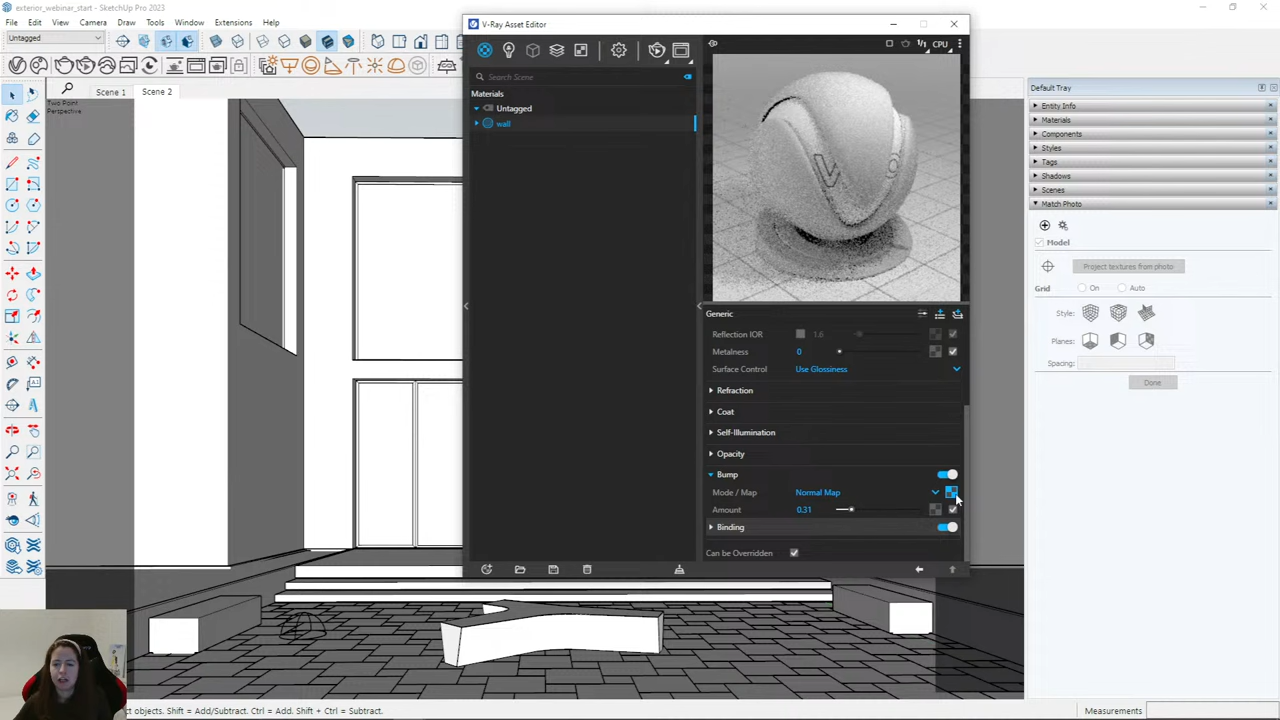 exterior_webinar_start - SketchUp Pro 2023
File Edit View Camera Draw Tools Window Extensions Help
Untagged
Scene 1 Scene 2
Two Point
Perspective
V-Ray Asset Editor
CPU
Search Scene
Materials
Untagged
wall
Generic
Reflection IOR 1.6
Metalness 0
Surface Control Use Glossiness
Refraction
Coat
Self-Illumination
Opacity
Bump
Mode / Map Normal Map
Amount 0.31
Binding
Can be Overridden
Default Tray
Entity Info
Materials
Components
Styles
Tags
Shadows
Scenes
Match Photo
Model
Project textures from photo
Grid On Auto
Style:
Planes:
Spacing:
Done
ct objects. Shift = Add/Subtract. Ctrl = Add. Shift + Ctrl = Subtract.
Measurements